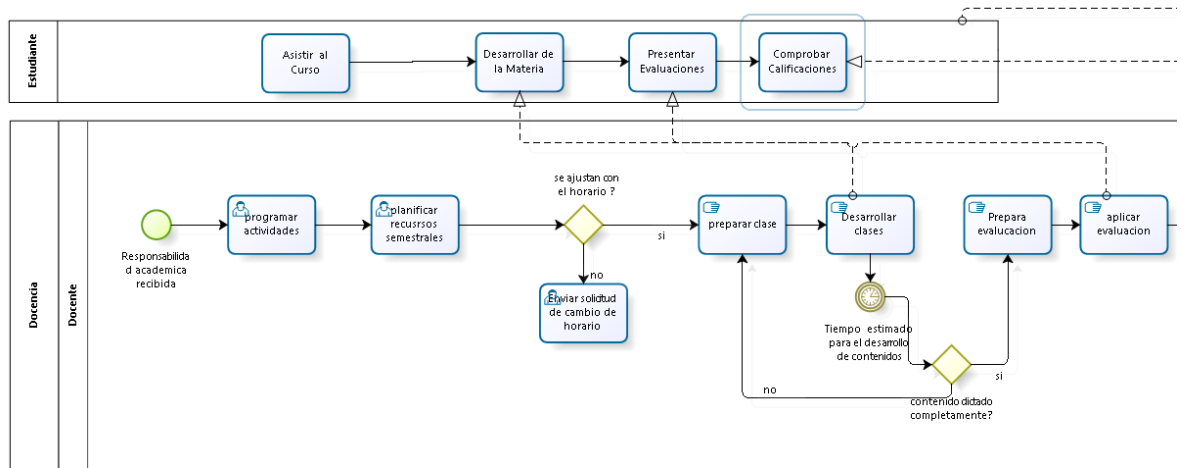 Estudiante
Asistir al
Curso
Desarrollar de
la Materia
Presentar
Evaluaciones
Comprobar
Calificaciones
Docencia
Docente
Responsabilida
d academica
recibida
programar
actividades
planificar
recusrsos
semestrales
se ajustan con
el horario ?
si
no
Enviar solicitud
de cambio de
horario
preparar clase
Desarrollar
clases
Tiempo estimado
para el desarrollo
de contenidos
no
si
contenido dictado
completamente?
Prepara
evalucacion
aplicar
evaluacion